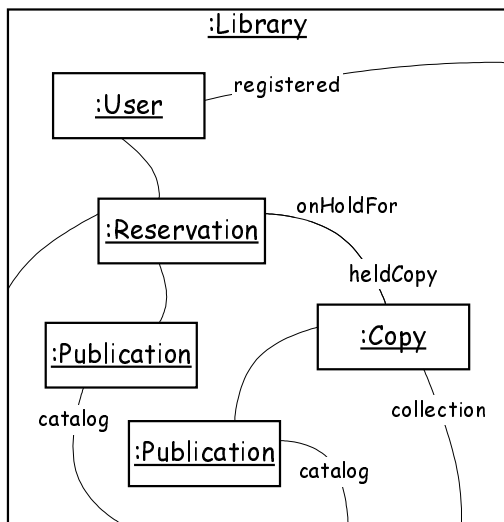 :Library
registered
:User
onHoldFor
:Reservation
heldCopy
:Copy
:Publication
collection
catalog
:Publication
catalog